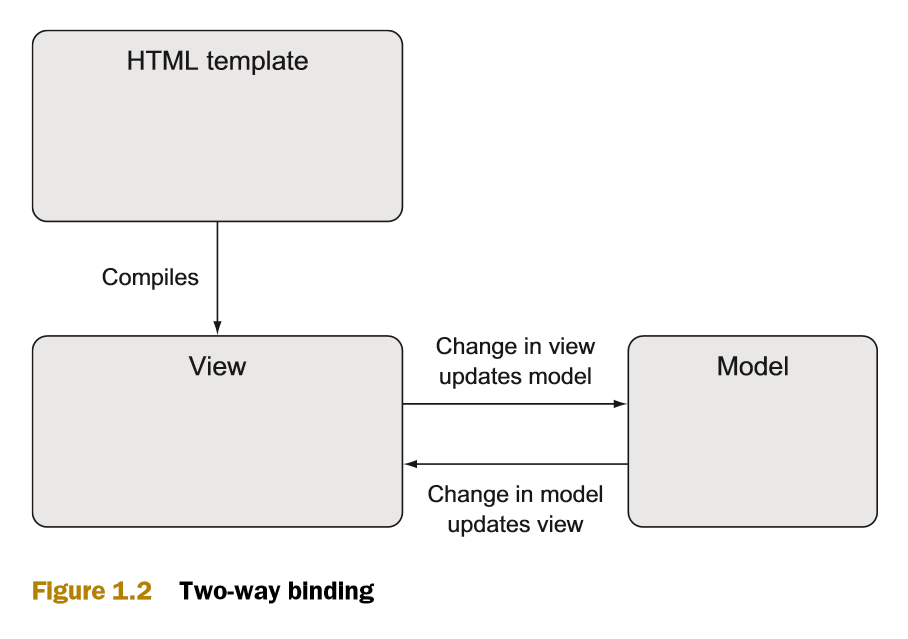 HTML template
Compiles
View
Change in view
updates model
Model
Change in model
updates view
Figure 1.2 Two-way binding